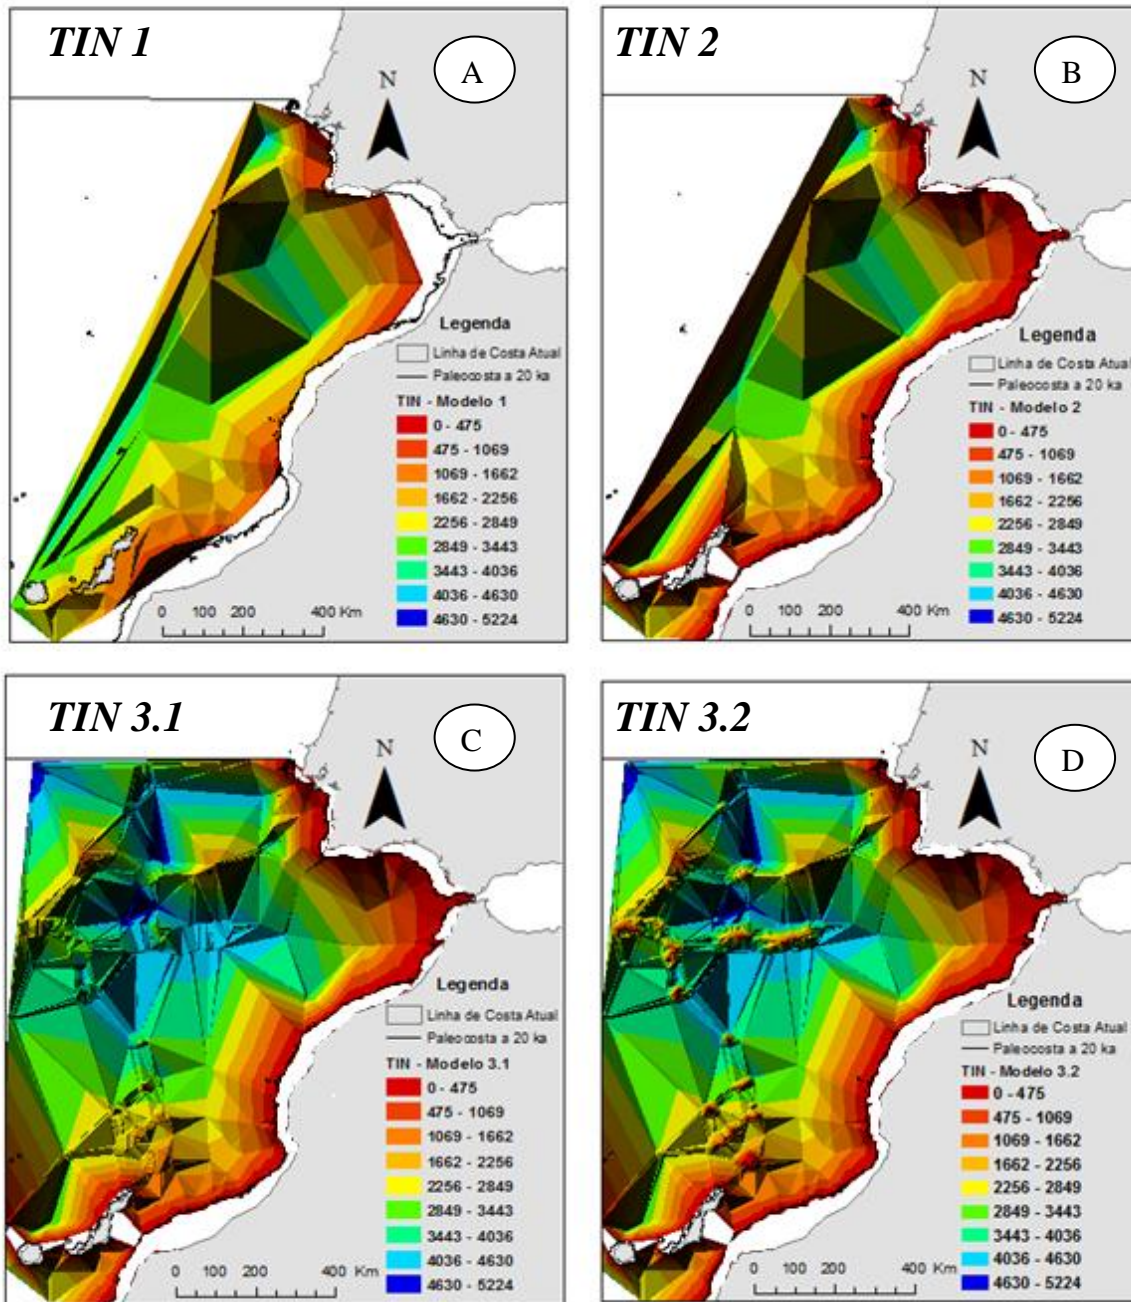 TIN 1
A
N
Legenda
Linha de Costa Atual
Paleocosta a 20 ka
TIN - Modelo 1
0 - 475
475 - 1069
1069 - 1662
1662 - 2256
2256 - 2849
2849 - 3443
3443 - 4036
4036 - 4630
4630 - 5224
0 100 200 400 Km
TIN 2
B
N
Legenda
Linha de Costa Atual
Paleocosta a 20 ka
TIN - Modelo 2
0 - 475
475 - 1069
1069 - 1662
1662 - 2256
2256 - 2849
2849 - 3443
3443 - 4036
4036 - 4630
4630 - 5224
0 100 200 400 Km
TIN 3.1
C
N
Legenda
Linha de Costa Atual
Paleocosta a 20 ka
TIN - Modelo 3.1
0 - 475
475 - 1069
1069 - 1662
1662 - 2256
2256 - 2849
2849 - 3443
3443 - 4036
4036 - 4630
4630 - 5224
0 100 200 400 Km
TIN 3.2
D
N
Legenda
Linha de Costa Atual
Paleocosta a 20 ka
TIN - Modelo 3.2
0 - 475
475 - 1069
1069 - 1662
1662 - 2256
2256 - 2849
2849 - 3443
3443 - 4036
4036 - 4630
4630 - 5224
0 100 200 400 Km